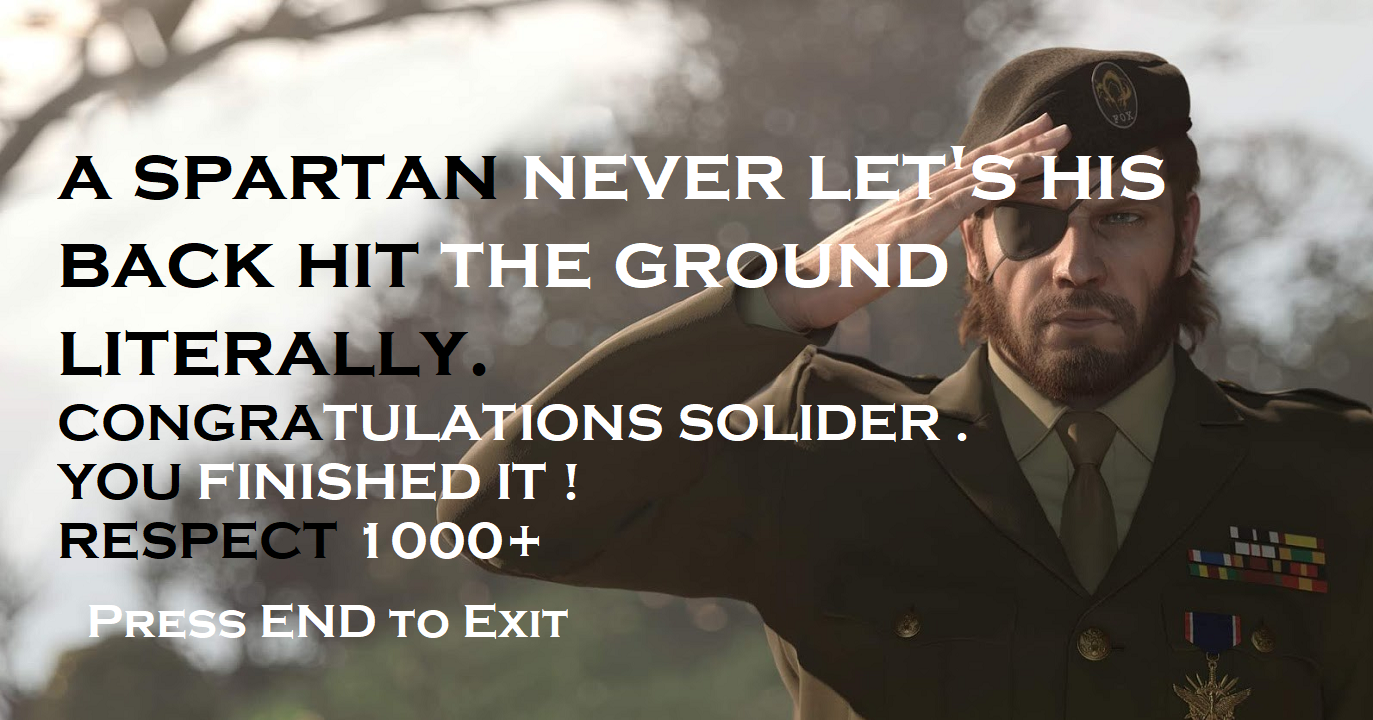 A SPARTAN NEVER LET'S HIS
BACK HIT THE GROUND
LITERALLY.
CONGRATULATIONS SOLIDER .
YOU FINISHED IT !
RESPECT 1000+
PRESS END TO EXIT
FOX